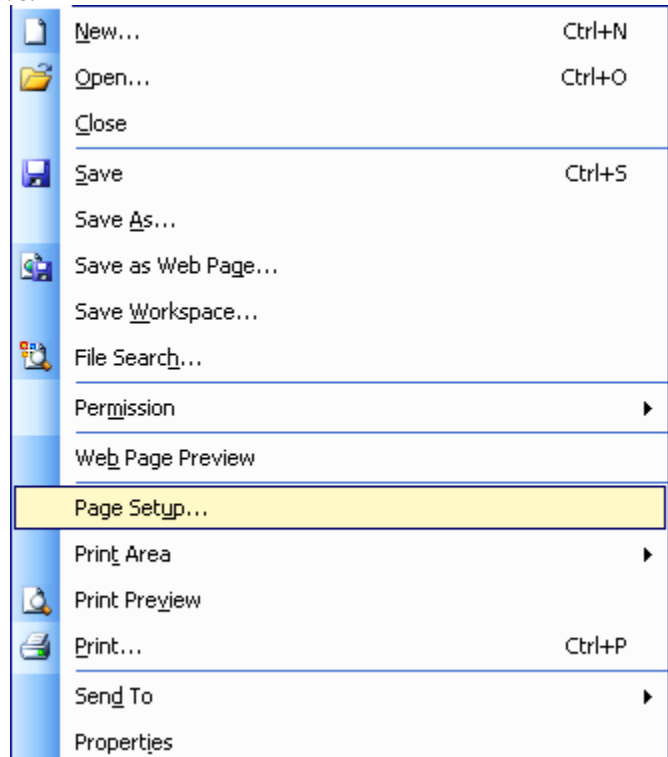 New... Ctrl+N
Open... Ctrl+O
Close
Save Ctrl+S
Save As...
Save as Web Page...
Save Workspace...
File Search...
Permission
Web Page Preview
Page Setup...
Print Area
Print Preview
Print... Ctrl+P
Send To
Properties